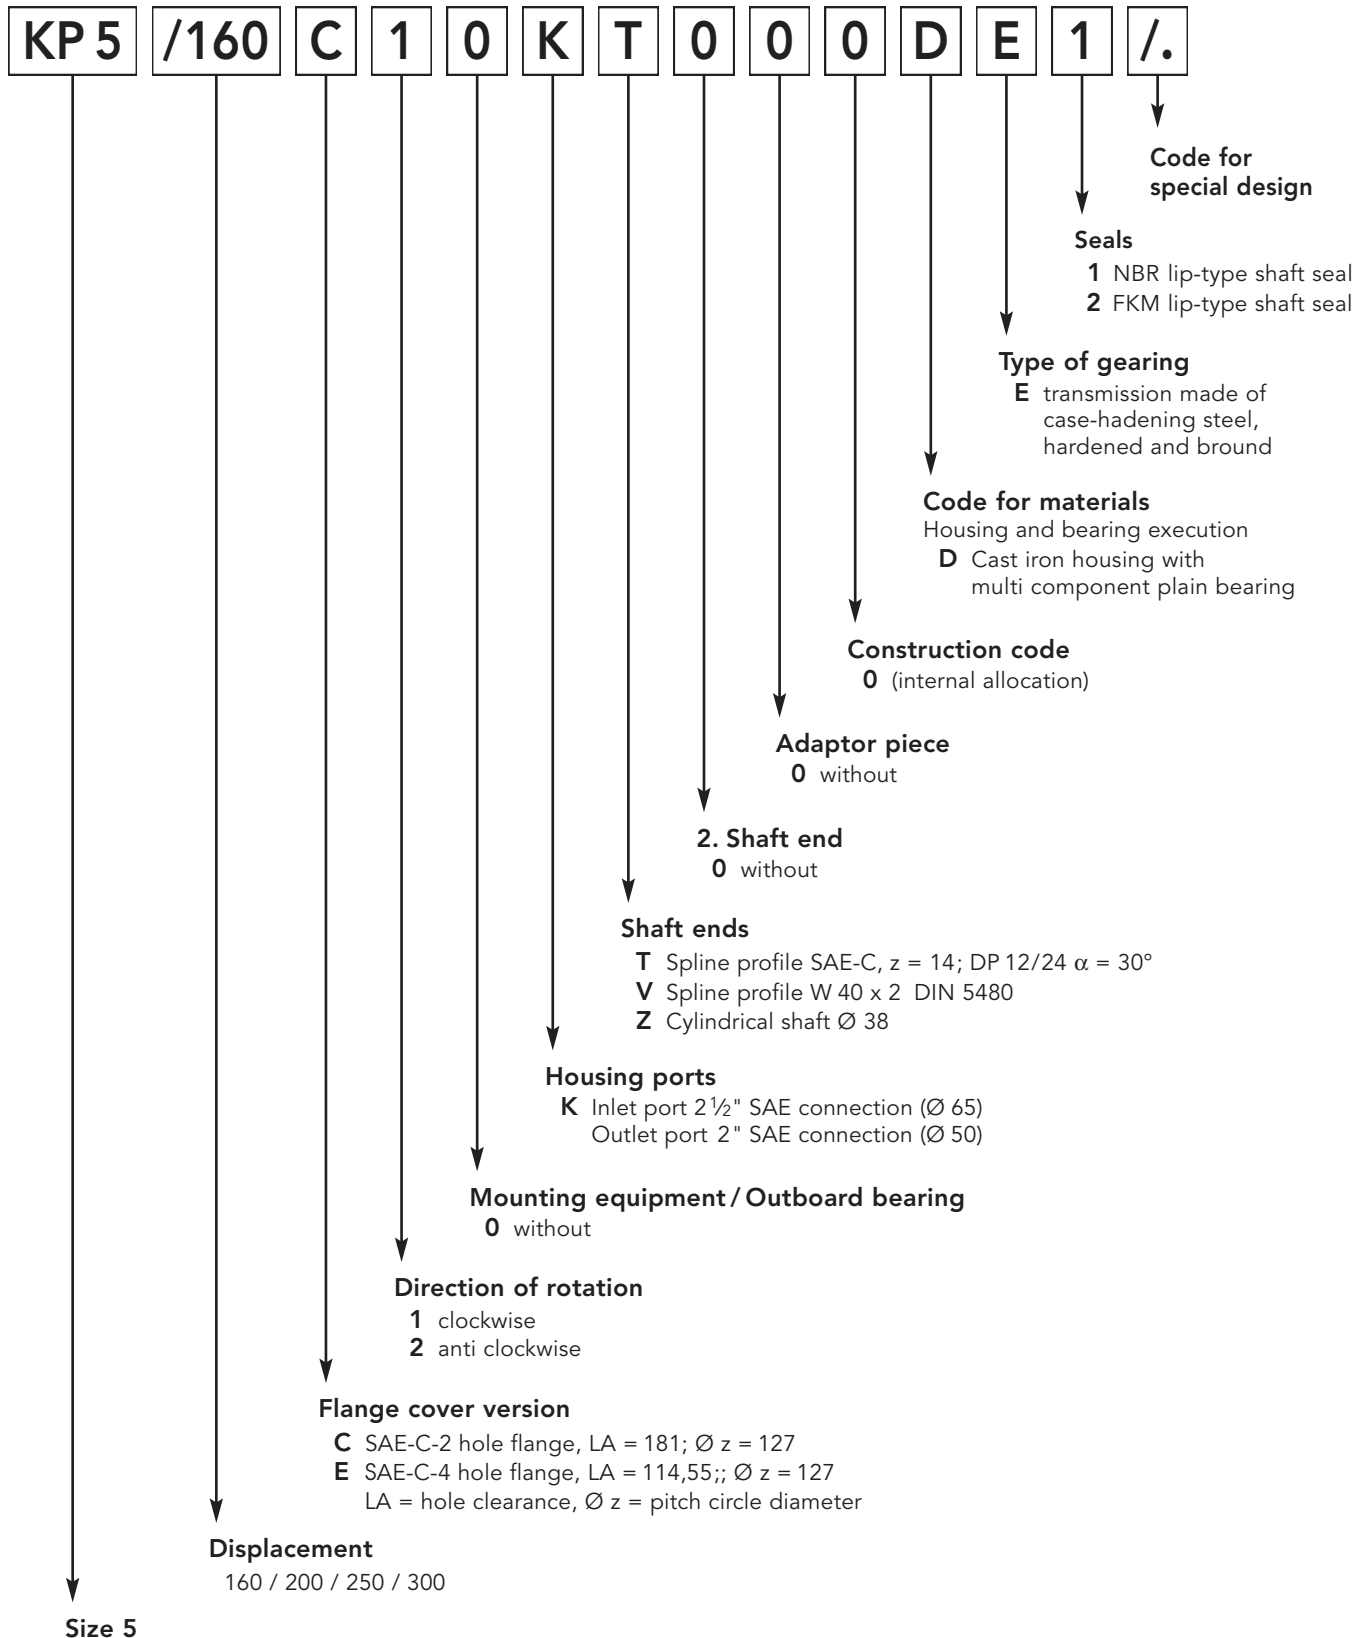 KP 5 /160 C 1 0 K T 0 0 0 D E 1 /.
Code for
special design
Seals
1 NBR lip-type shaft seal
2 FKM lip-type shaft seal
Type of gearing
E transmission made of
case-hadening steel,
hardened and bround
Code for materials
Housing and bearing execution
D Cast iron housing with
multi component plain bearing
Construction code
0 (internal allocation)
Adaptor piece
0 without
2. Shaft end
0 without
Shaft ends
T Spline profile SAE-C, z = 14; DP 12/24 α = 30°
V Spline profile W 40 x 2 DIN 5480
Z Cylindrical shaft Ø 38
Housing ports
K Inlet port 2½" SAE connection (Ø 65)
Outlet port 2" SAE connection (Ø 50)
Mounting equipment / Outboard bearing
0 without
Direction of rotation
1 clockwise
2 anti clockwise
Flange cover version
C SAE-C-2 hole flange, LA = 181; Ø z = 127
E SAE-C-4 hole flange, LA = 114,55;; Ø z = 127
LA = hole clearance, Ø z = pitch circle diameter
Displacement
160 / 200 / 250 / 300
Size 5